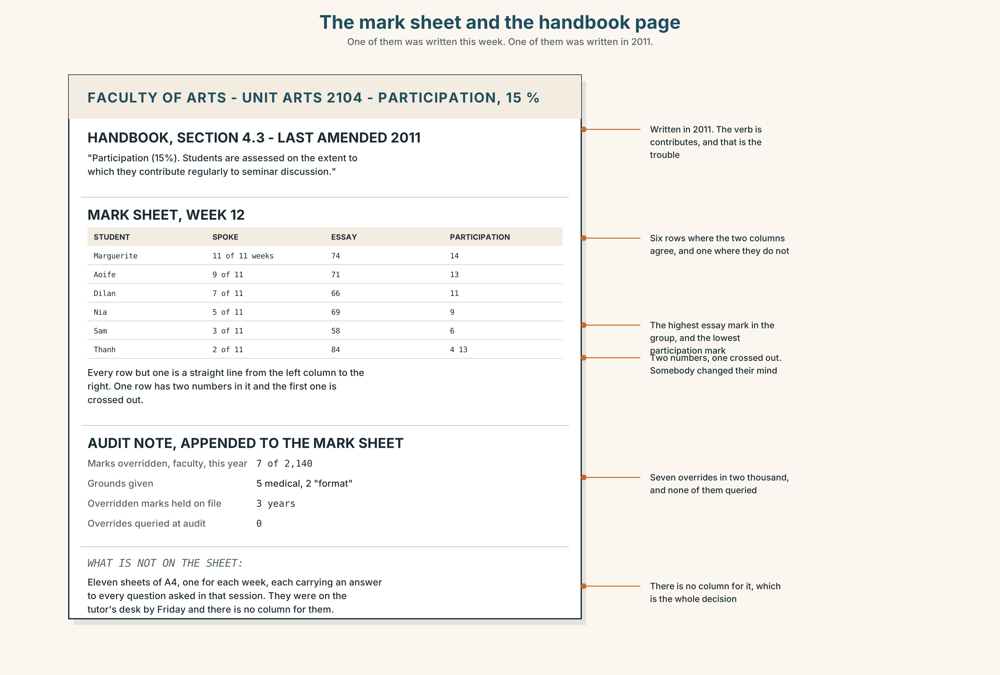 The mark sheet and the handbook page
One of them was written this week. One of them was written in 2011.
FACULTY OF ARTS - UNIT ARTS 2104 - PARTICIPATION, 15 %
HANDBOOK, SECTION 4.3 - LAST AMENDED 2011
"Participation (15%). Students are assessed on the extent to
which they contribute regularly to seminar discussion."
MARK SHEET, WEEK 12
STUDENT SPOKE ESSAY PARTICIPATION
Marguerite 11 of 11 weeks 74 14
Aoife 9 of 11 71 13
Dilan 7 of 11 66 11
Nia 5 of 11 69 9
Sam 3 of 11 58 6
Thanh 2 of 11 84 4 13
Every row but one is a straight line from the left column to the
right. One row has two numbers in it and the first one is
crossed out.
AUDIT NOTE, APPENDED TO THE MARK SHEET
Marks overridden, faculty, this year 7 of 2,140
Grounds given 5 medical, 2 "format"
Overridden marks held on file 3 years
Overrides queried at audit 0
WHAT IS NOT ON THE SHEET:
Eleven sheets of A4, one for each week, each carrying an answer
to every question asked in that session. They were on the
tutor's desk by Friday and there is no column for them.
Written in 2011. The verb is
contributes, and that is the
trouble
Six rows where the two columns
agree, and one where they do not
The highest essay mark in the
group, and the lowest
participation mark
Two numbers, one crossed out.
Somebody changed their mind
Seven overrides in two thousand,
and none of them queried
There is no column for it, which
is the whole decision